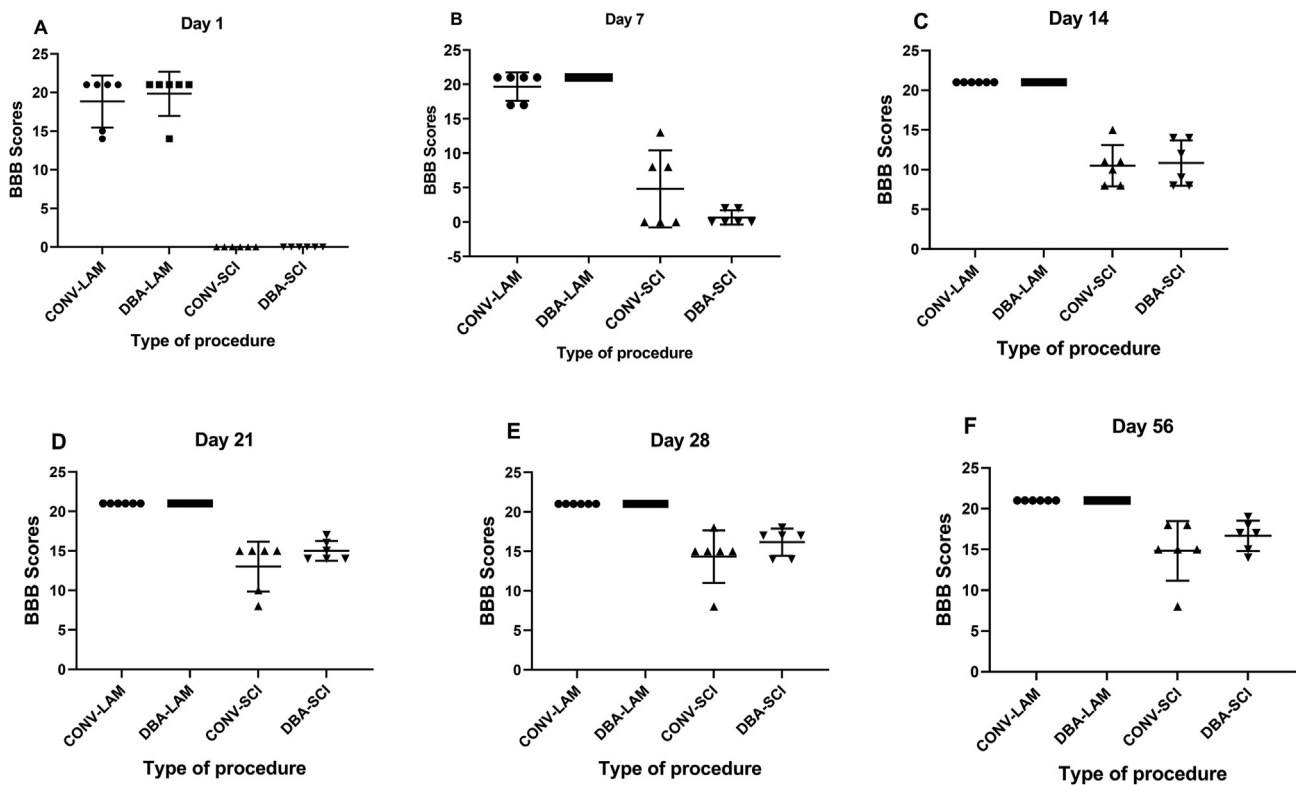 A
Day 1
25
20
15
10
5
0
BBB Scores
CONV-LAM
DBA-LAM
CONV-SCI
DBA-SCI
Type of procedure
B
Day 7
25
20
15
10
5
0
-5
BBB Scores
CONV-LAM
DBA-LAM
CONV-SCI
DBA-SCI
Type of procedure
C
Day 14
25
20
15
10
5
0
BBB Scores
CONV-LAM
DBA-LAM
CONV-SCI
DBA-SCI
Type of procedure
D
Day 21
25
20
15
10
5
0
BBB Scores
CONV-LAM
DBA-LAM
CONV-SCI
DBA-SCI
Type of procedure
E
Day 28
25
20
15
10
5
0
BBB Scores
CONV-LAM
DBA-LAM
CONV-SCI
DBA-SCI
Type of procedure
F
Day 56
25
20
15
10
5
0
BBB Scores
CONV-LAM
DBA-LAM
CONV-SCI
DBA-SCI
Type of procedure